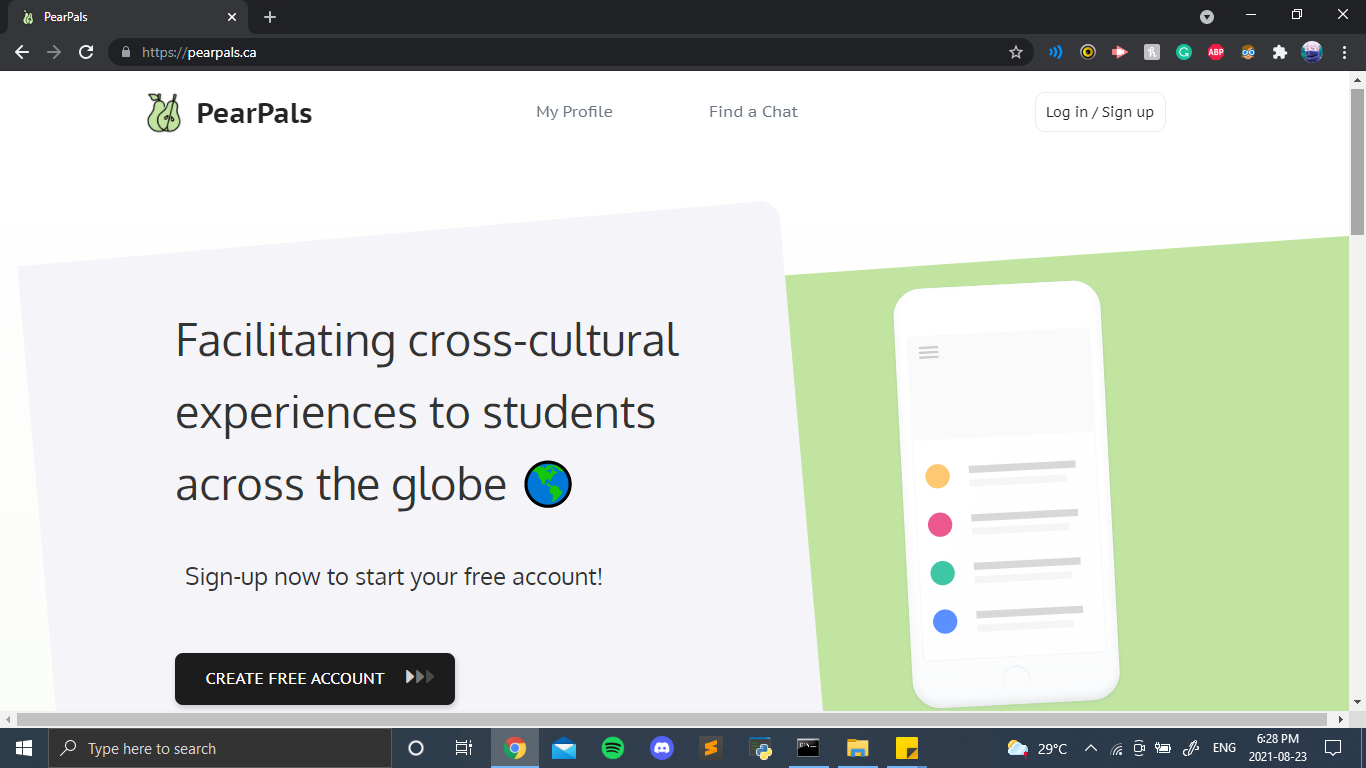 PearPals
https://pearpals.ca
ABP
PearPals
My Profile
Find a Chat
Log in / Sign up
Facilitating cross-cultural
experiences to students
across the globe
Sign-up now to start your free account!
CREATE FREE ACCOUNT
Type here to search
29°C
ENG
6:28 PM
2021-08-23